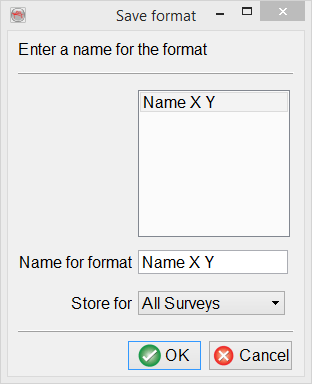 Save format
Enter a name for the format
Name X Y
Name for format Name X Y
Store for All Surveys
OK Cancel